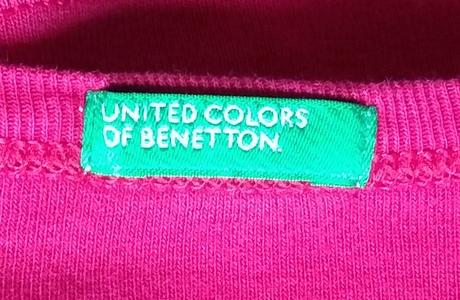 UNITED COLORS
OF BENETTON.